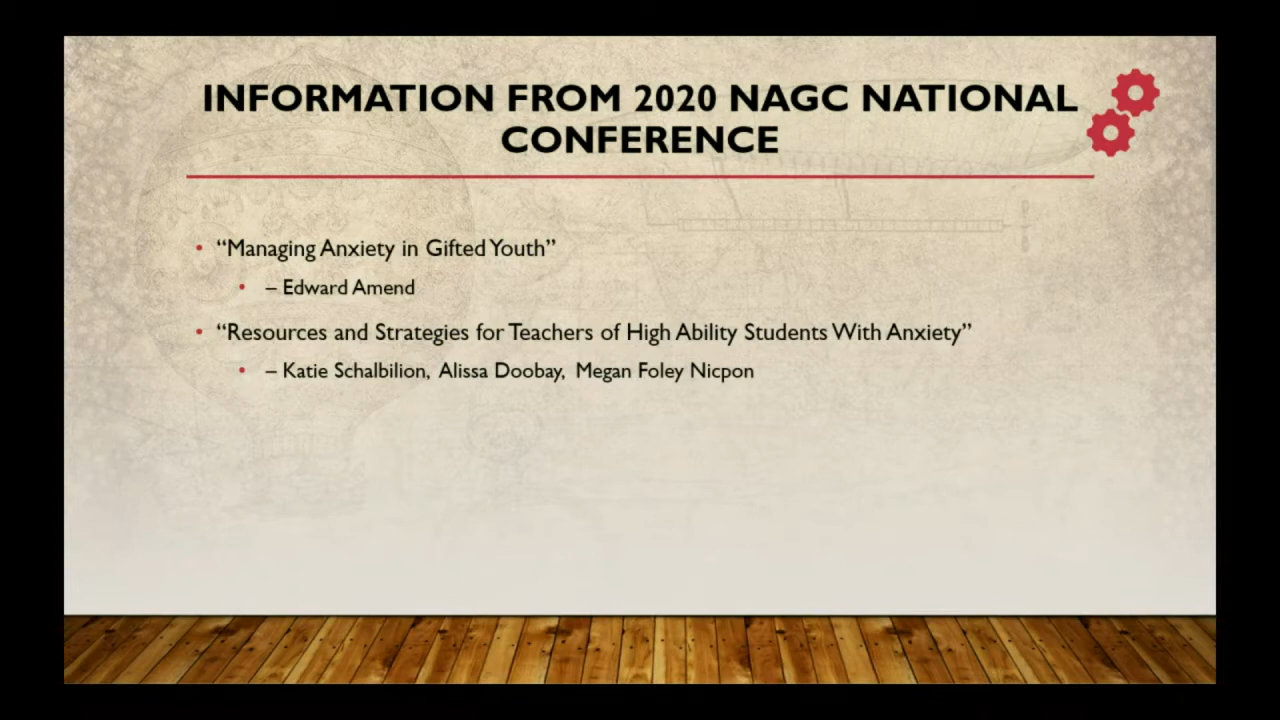 INFORMATION FROM 2020 NAGC NATIONAL
CONFERENCE
• “Managing Anxiety in Gifted Youth”
• – Edward Amend
• “Resources and Strategies for Teachers of High Ability Students With Anxiety”
• – Katie Schalbilion, Alissa Doobay, Megan Foley Nicpon